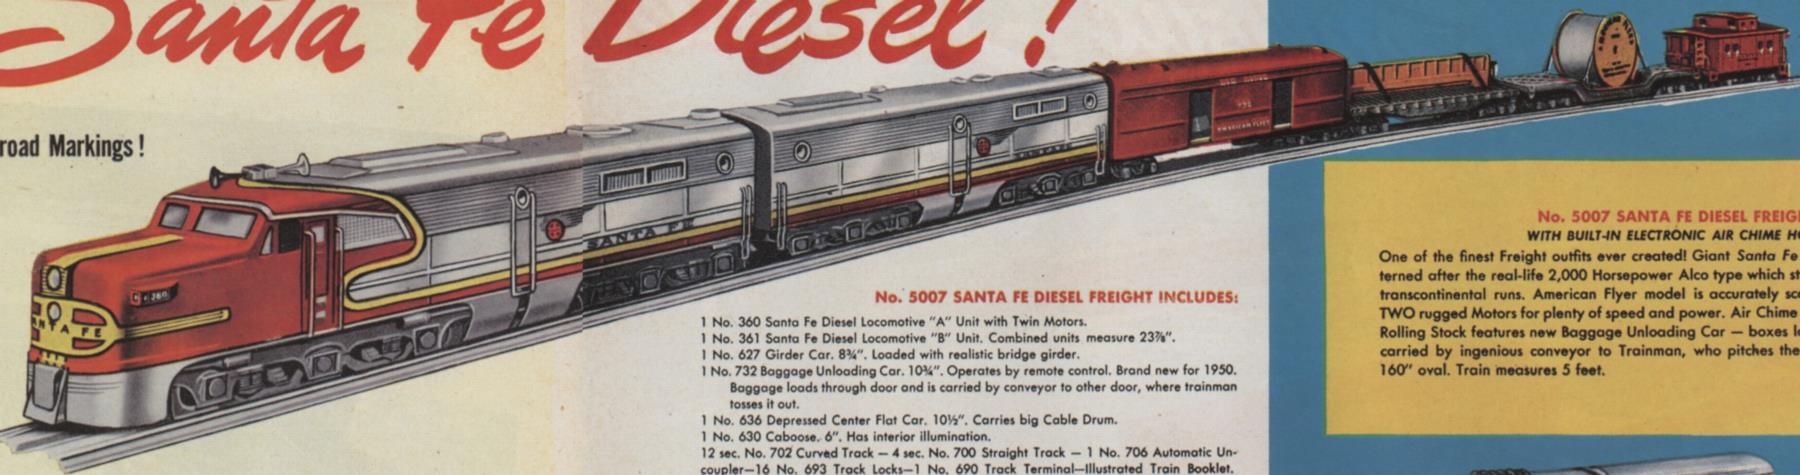 Santa Fe Diesel!
road Markings!
SANTA FE
360
SANTA FE
RED BOOSE
No. 5007 SANTA FE DIESEL FREIGHT INCLUDES:
1 No. 360 Santa Fe Diesel Locomotive "A" Unit with Twin Motors.
1 No. 361 Santa Fe Diesel Locomotive "B" Unit. Combined units measure 23⅞".
1 No. 627 Girder Car. 8¾". Loaded with realistic bridge girder.
1 No. 732 Baggage Unloading Car. 10¾". Operates by remote control. Brand new for 1950.
Baggage loads through door and is carried by conveyor to other door, where trainman
tosses it out.
1 No. 636 Depressed Center Flat Car. 10½". Carries big Cable Drum.
1 No. 630 Caboose. 6". Has interior illumination.
12 sec. No. 702 Curved Track — 4 sec. No. 700 Straight Track — 1 No. 706 Automatic Un-
coupler—16 No. 693 Track Locks—1 No. 690 Track Terminal—Illustrated Train Booklet.
No. 5007 SANTA FE DIESEL FREIG
WITH BUILT-IN ELECTRONIC AIR CHIME H
One of the finest Freight outfits ever created! Giant Santa Fe
terned after the real-life 2,000 Horsepower Alco type which st
transcontinental runs. American Flyer model is accurately sc
TWO rugged Motors for plenty of speed and power. Air Chime
Rolling Stock features new Baggage Unloading Car — boxes l
carried by ingenious conveyor to Trainman, who pitches the
160" oval. Train measures 5 feet.